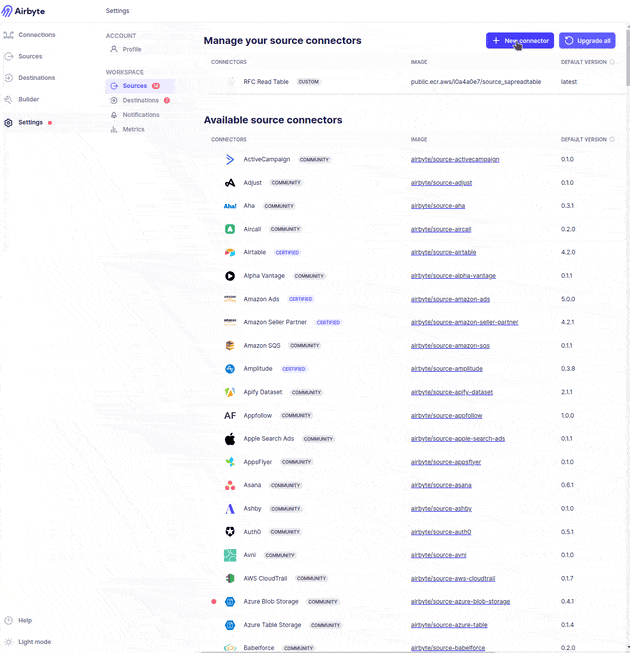 Airbyte
Settings
Connections
Sources
Destinations
Builder
Settings
Help
Light mode
ACCOUNT
Profile
WORKSPACE
Sources 14
Destinations 2
Notifications
Metrics
Manage your source connectors
New connector
Upgrade all
CONNECTORS IMAGE DEFAULT VERSION
RFC Read Table CUSTOM public.ecr.aws/l0a4a0e7/source_sapreadtable latest
Available source connectors
CONNECTORS IMAGE DEFAULT VERSION
ActiveCampaign COMMUNITY airbyte/source-activecampaign 0.1.0
Adjust COMMUNITY airbyte/source-adjust 0.1.0
Aha! Aha COMMUNITY airbyte/source-aha 0.3.1
Aircall COMMUNITY airbyte/source-aircall 0.2.0
Airtable CERTIFIED airbyte/source-airtable 4.2.0
Alpha Vantage COMMUNITY airbyte/source-alpha-vantage 0.1.1
Amazon Ads CERTIFIED airbyte/source-amazon-ads 5.0.0
Amazon Seller Partner CERTIFIED airbyte/source-amazon-seller-partner 4.2.1
Amazon SQS COMMUNITY airbyte/source-amazon-sqs 0.1.1
Amplitude CERTIFIED airbyte/source-amplitude 0.3.8
Apify Dataset COMMUNITY airbyte/source-apify-dataset 2.1.1
AF Appfollow COMMUNITY airbyte/source-appfollow 1.0.0
Apple Search Ads COMMUNITY airbyte/source-apple-search-ads 0.1.1
AppsFlyer COMMUNITY airbyte/source-appsflyer 0.1.0
Asana COMMUNITY airbyte/source-asana 0.6.1
Ashby COMMUNITY airbyte/source-ashby 0.1.0
Auth0 COMMUNITY airbyte/source-auth0 0.5.1
Avni COMMUNITY airbyte/source-avni 0.1.0
AWS CloudTrail COMMUNITY airbyte/source-aws-cloudtrail 0.1.7
Azure Blob Storage COMMUNITY airbyte/source-azure-blob-storage 0.4.1
Azure Table Storage COMMUNITY airbyte/source-azure-table 0.1.4
Babelforce COMMUNITY airbyte/source-babelforce 0.2.0